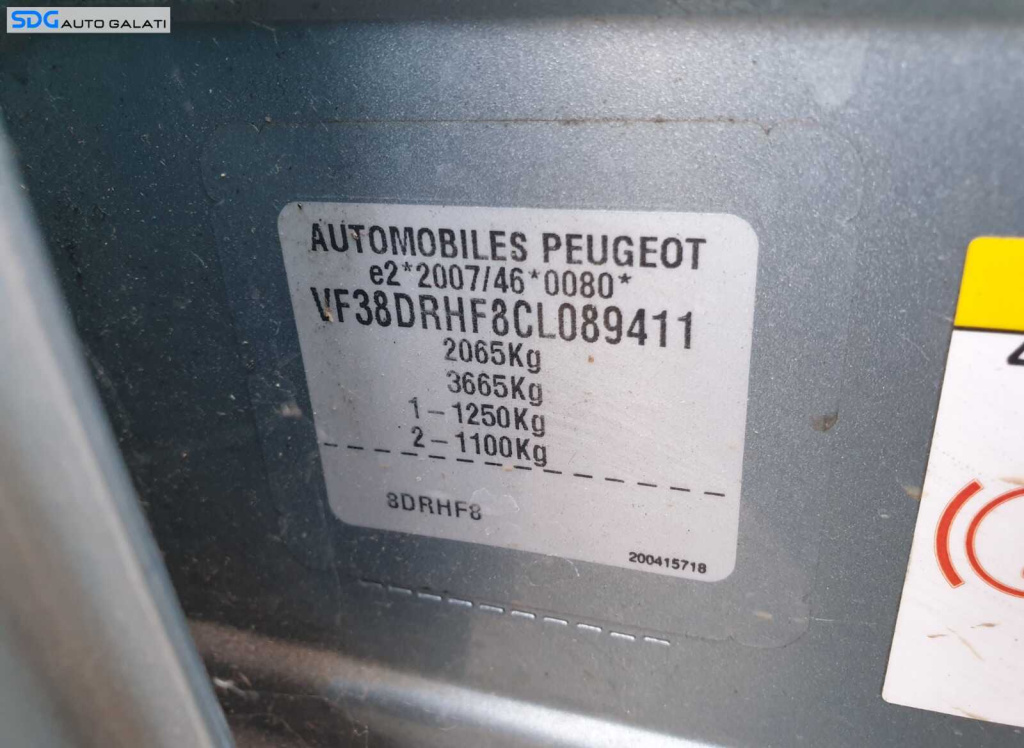 SDG AUTO GALATI
AUTOMOBILES PEUGEOT
e2*2007/46*0080*
VF38DRHF8CL089411
2065Kg
3665Kg
1-1250Kg
2-1100Kg
8DRHF8
200415718